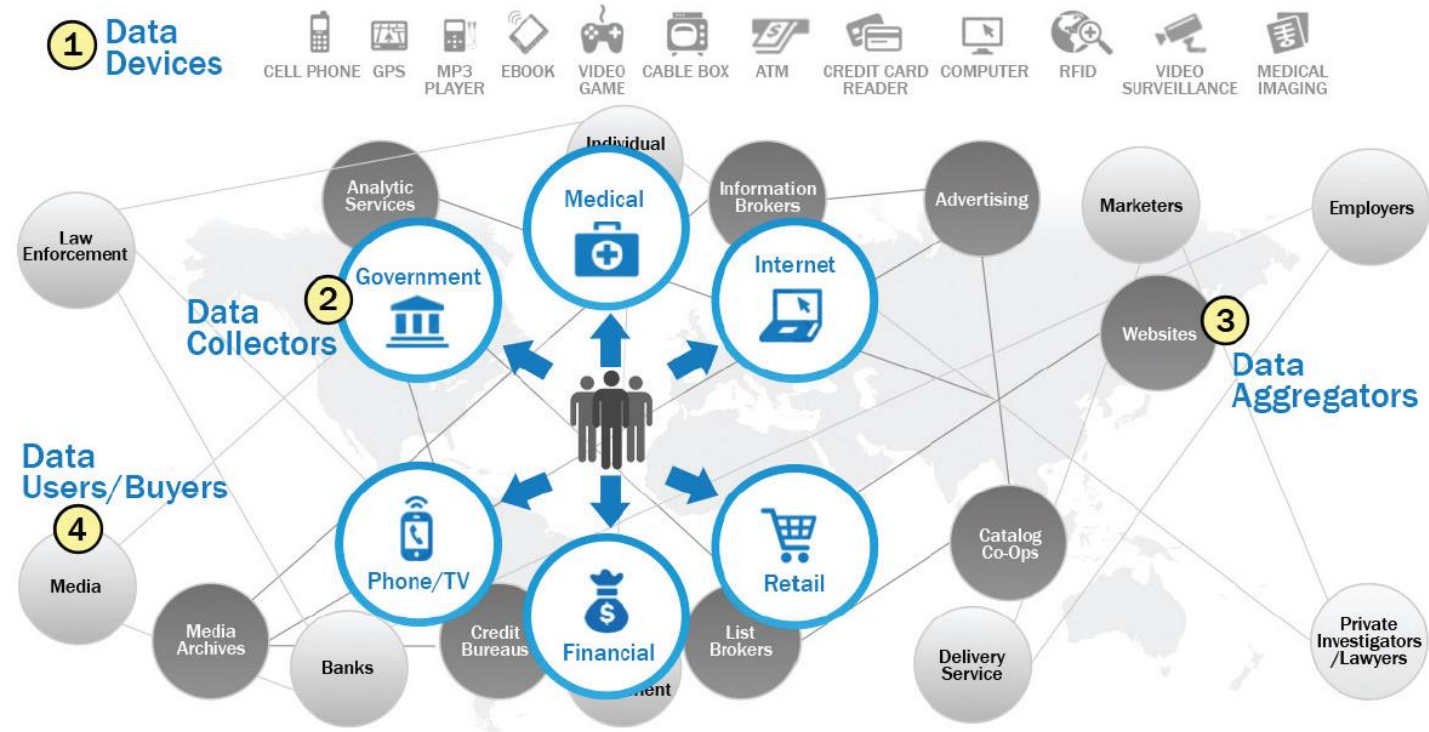 1 Data
Devices
CELL PHONE
GPS
MP3
PLAYER
EBOOK
VIDEO
GAME
CABLE BOX
ATM
CREDIT CARD
READER
COMPUTER
RFID
VIDEO
SURVEILLANCE
MEDICAL
IMAGING
Individual
Analytic
Services
Medical
Information
Brokers
Advertising
Marketers
Employers
Law
Enforcement
Government
2
Data
Collectors
Internet
Websites
3
Data
Aggregators
Data
Users/Buyers
4
Media
Phone/TV
Retail
Catalog
Co-Ops
Media
Archives
Banks
Credit
Bureaus
$
Financial
List
Brokers
Delivery
Service
Private
Investigators
/Lawyers